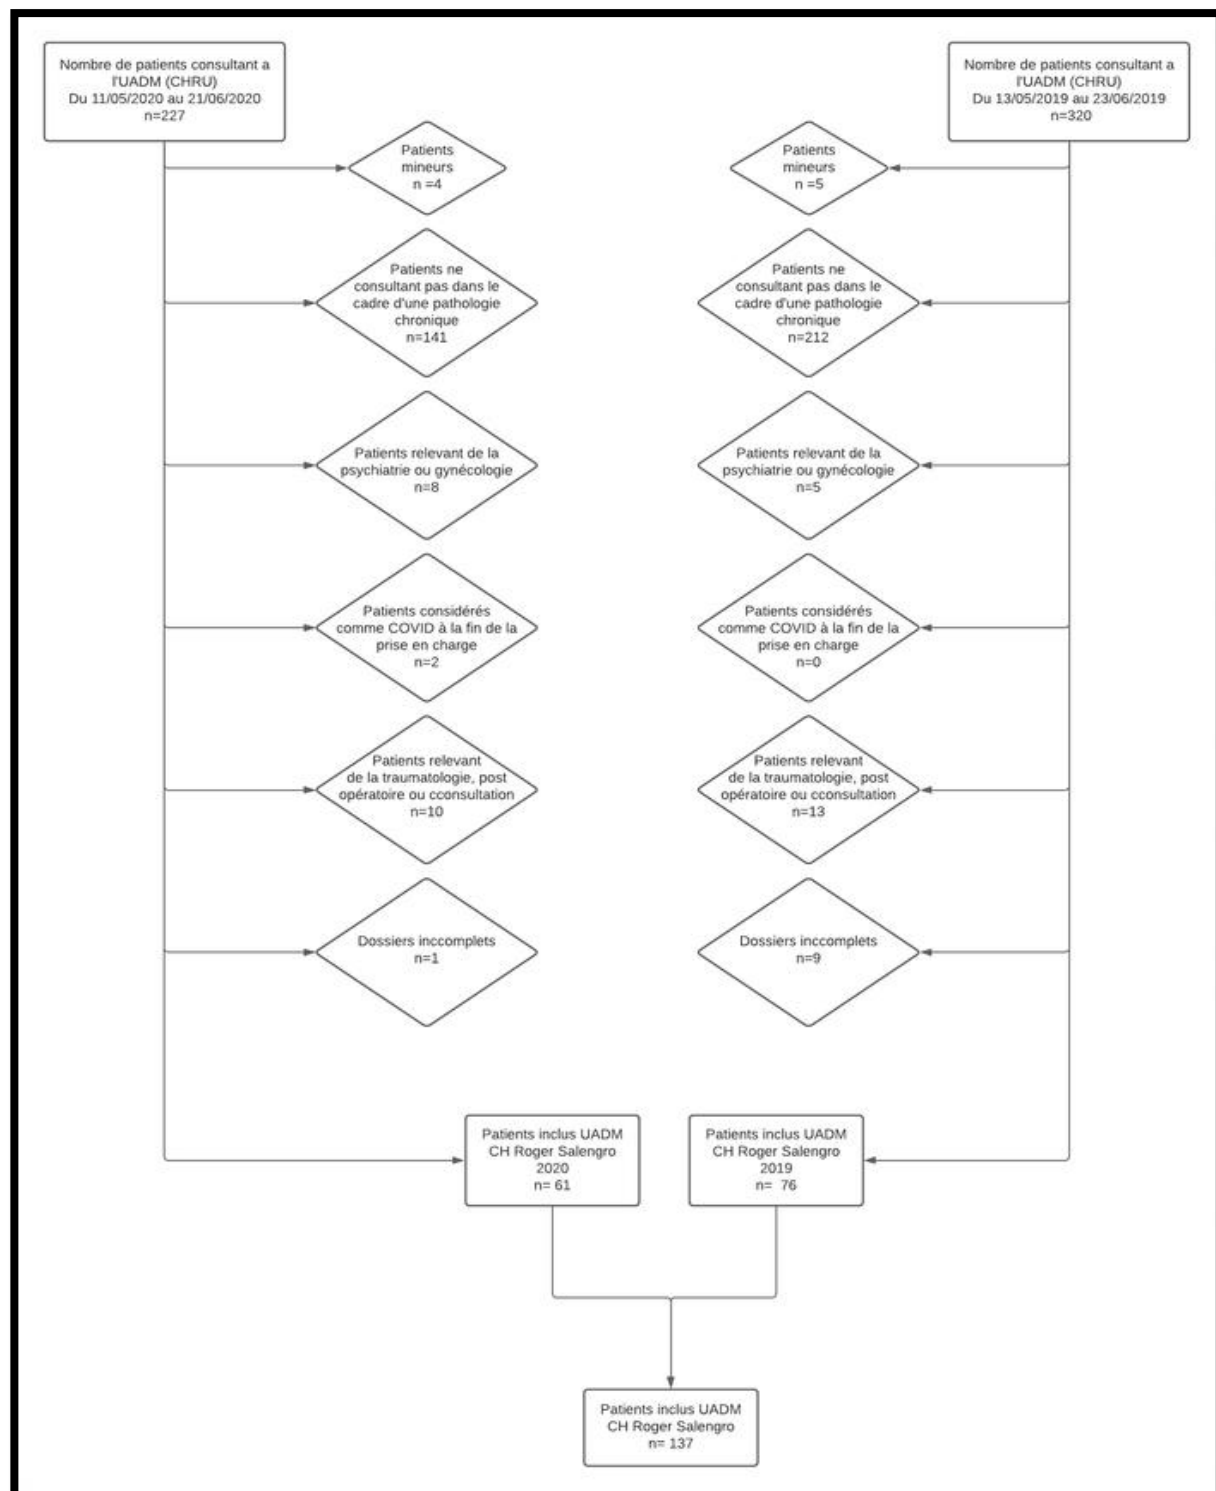 Nombre de patients consultant a
l'UADM (CHRU)
Du 11/05/2020 au 21/06/2020
n=227
Nombre de patients consultant a
l'UADM (CHRU)
Du 13/05/2019 au 23/06/2019
n=320
Patients
mineurs
n =4
Patients
mineurs
n =5
Patients ne
consultant pas dans le
cadre d'une pathologie
chronique
n=141
Patients ne
consultant pas dans le
cadre d'une pathologie
chronique
n=212
Patients relevant de la
psychiatrie ou gynécologie
n=8
Patients relevant de la
psychiatrie ou gynécologie
n=5
Patients considérés
comme COVID à la fin de la
prise en charge
n=2
Patients considérés
comme COVID à la fin de la
prise en charge
n=0
Patients relevant
de la traumatologie, post
opératoire ou cconsultation
n=10
Patients relevant
de la traumatologie, post
opératoire ou cconsultation
n=13
Dossiers inccomplets
n=1
Dossiers inccomplets
n=9
Patients inclus UADM
CH Roger Salengro
2020
n= 61
Patients inclus UADM
CH Roger Salengro
2019
n=  76
Patients inclus UADM
CH Roger Salengro
n= 137